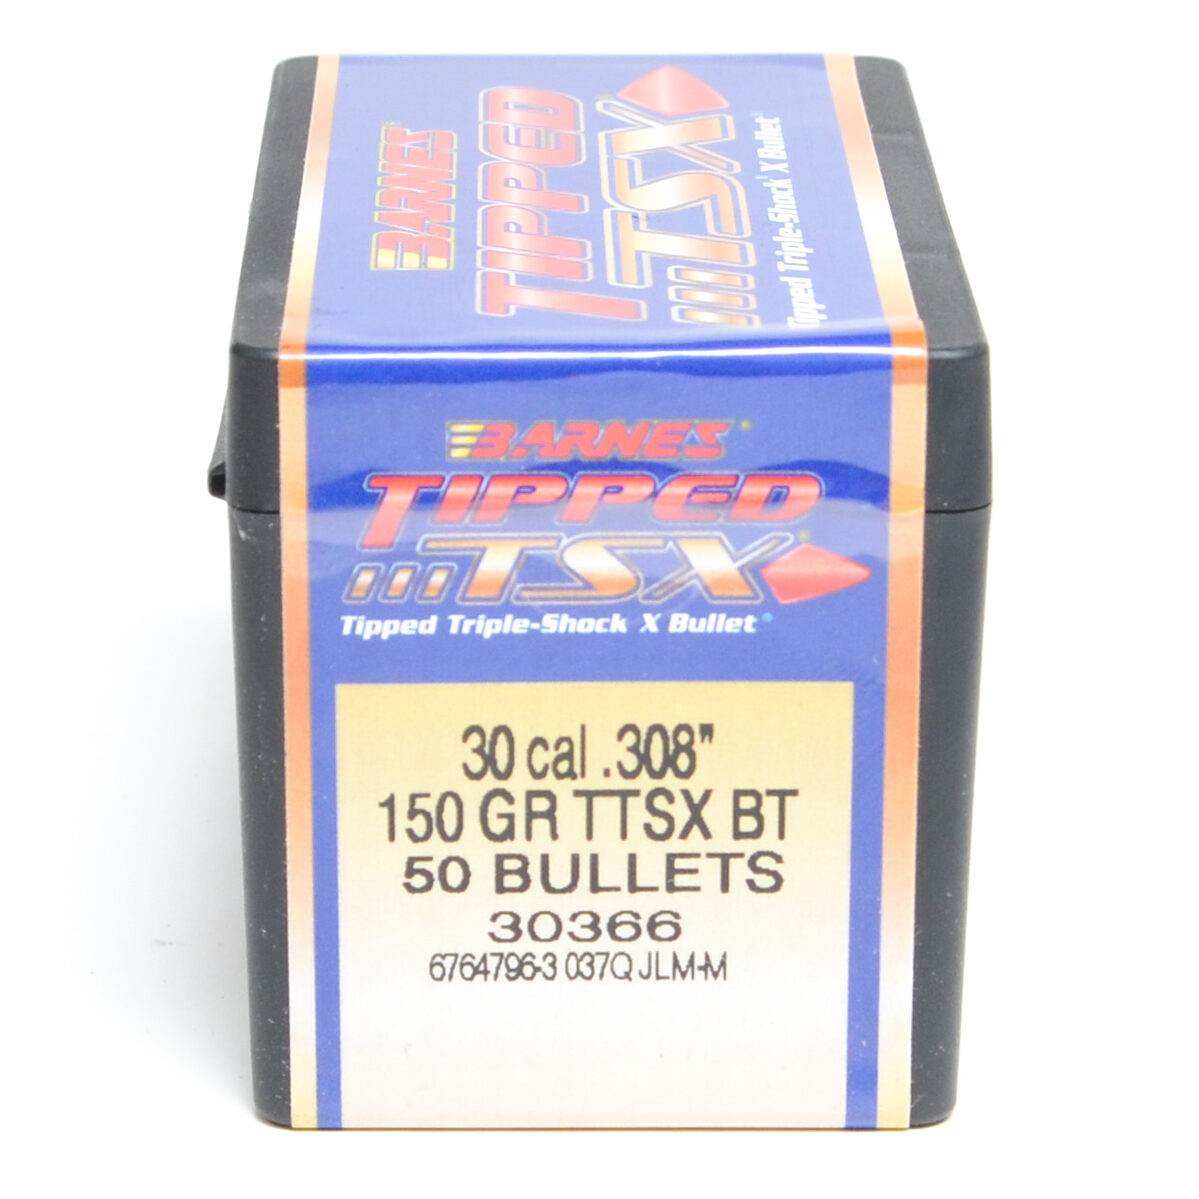 BARNES®
TIPPED
TSX®
Tipped Triple-Shock® X Bullet®
BARNES®
TIPPED
TSX®
Tipped Triple-Shock X Bullet®
30 cal .308"
150 GR TTSX BT
50 BULLETS
30366
6764796-3 037Q JLM-M